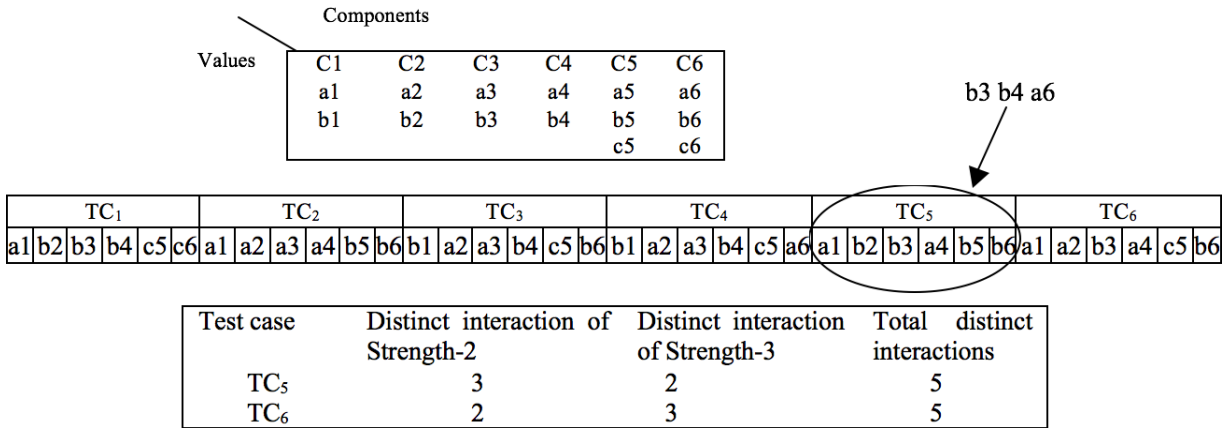 Components
Values
C1 C2 C3 C4 C5 C6
a1 a2 a3 a4 a5 a6
b1 b2 b3 b4 b5 b6
c5 c6
b3 b4 a6
TC1 TC2 TC3 TC4 TC5 TC6
a1 b2 b3 b4 c5 c6 a1 a2 a3 a4 b5 b6 b1 a2 a3 b4 c5 b6 b1 a2 a3 b4 c5 a6 a1 b2 b3 a4 b5 b6 a1 a2 b3 a4 c5 b6
Test case Distinct interaction of Distinct interaction Total distinct
Strength-2 of Strength-3 interactions
TC5 3 2 5
TC6 2 3 5